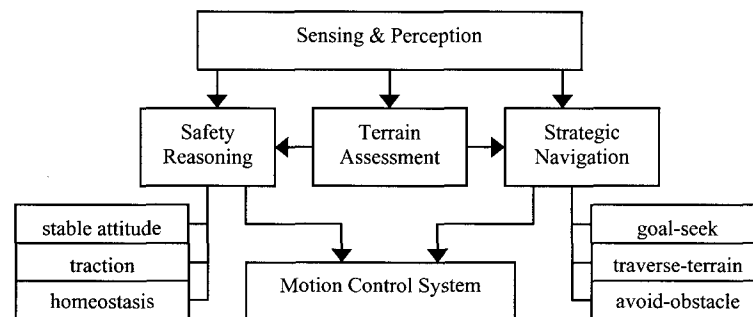 Sensing & Perception
Safety
Reasoning
Terrain
Assessment
Strategic
Navigation
stable attitude
traction
homeostasis
Motion Control System
goal-seek
traverse-terrain
avoid-obstacle